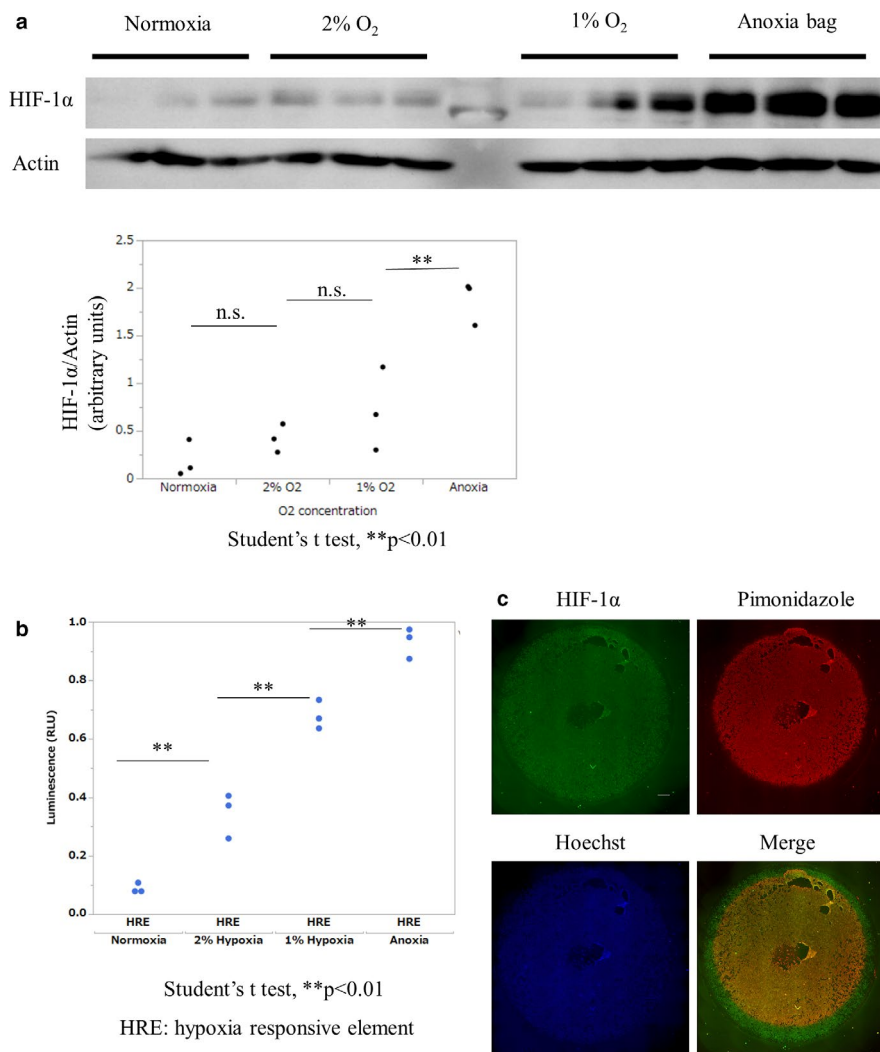 a
Normoxia 2% O₂ 1% O₂ Anoxia bag
HIF-1α
Actin
2.5
2
1.5
1
0.5
0
HIF-1α/Actin
(arbitrary units)
n.s.
n.s.
**
Normoxia 2% O2 1% O2 Anoxia
O2 concentration
Student's t test, **p<0.01
b
1.0
0.8
0.6
0.4
0.2
0.0
Luminescence (RLU)
**
**
**
HRE HRE HRE HRE
Normoxia 2% Hypoxia 1% Hypoxia Anoxia
Student's t test, **p<0.01
HRE: hypoxia responsive element
c
HIF-1α Pimonidazole
Hoechst Merge